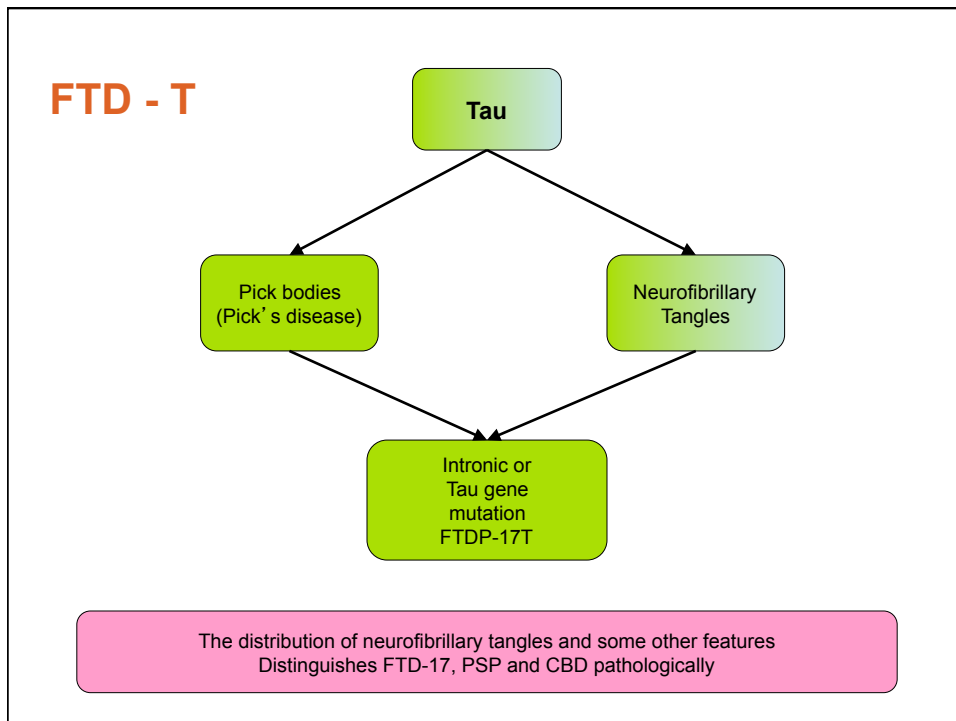 FTD - T
Tau
Pick bodies
(Pick’s disease)
Neurofibrillary
Tangles
Intronic or
Tau gene
mutation
FTDP-17T
The distribution of neurofibrillary tangles and some other features
Distinguishes FTD-17, PSP and CBD pathologically